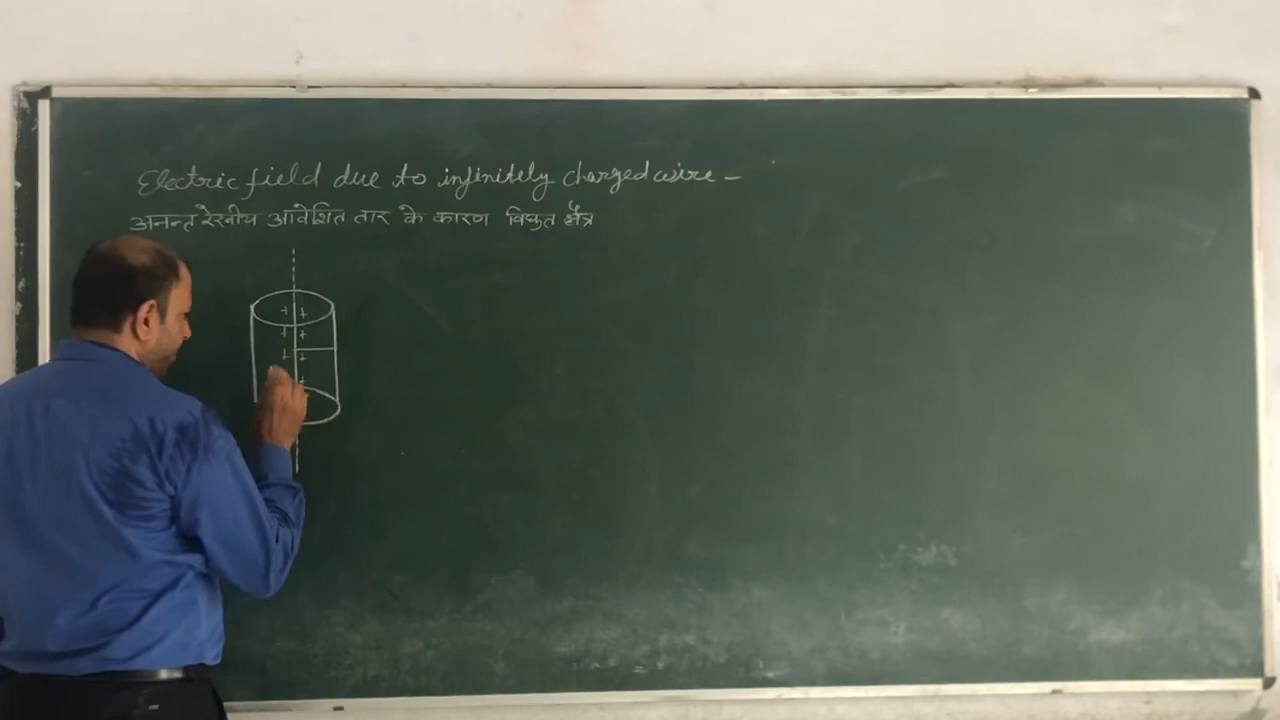 Electric field due to infinitely charged wire -
अनन्त रेखीय आवेशित तार के कारण विधुत क्षेत्र
+ +
+ +
+ +
+